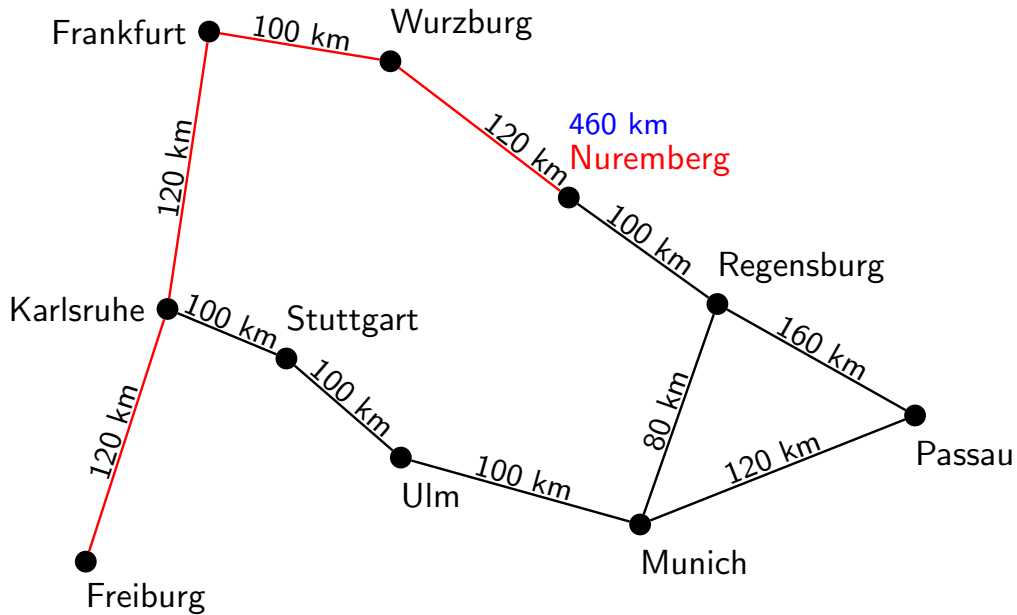 Wurzburg
Frankfurt
100 km
120 km
460 km
Nuremberg
120 km
100 km
Regensburg
Karlsruhe
100 km
Stuttgart
160 km
100 km
80 km
120 km
120 km
Passau
100 km
Ulm
Munich
Freiburg